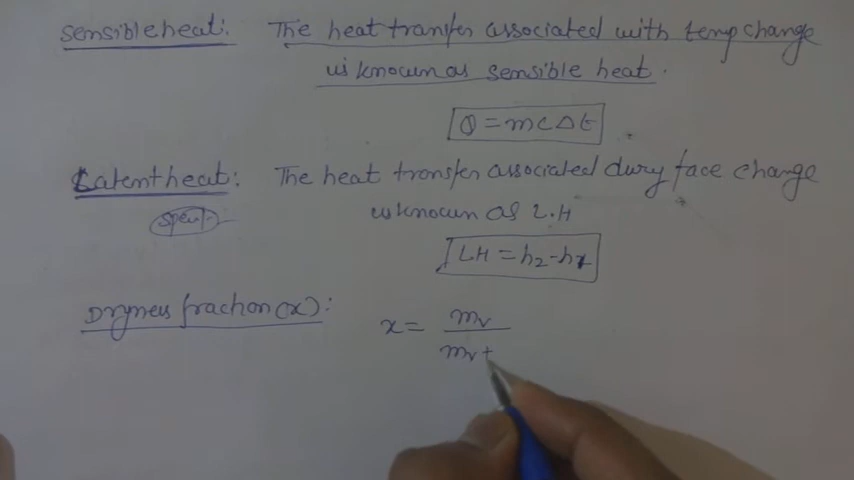 Sensible heat: The heat transfer associated with temp change
is known as sensible heat.
Q = mcΔt
Latent heat: The heat transfer associated face change
is known as L.H
LH = h2-h1
Dryness fraction (x):
x = mv
mv +